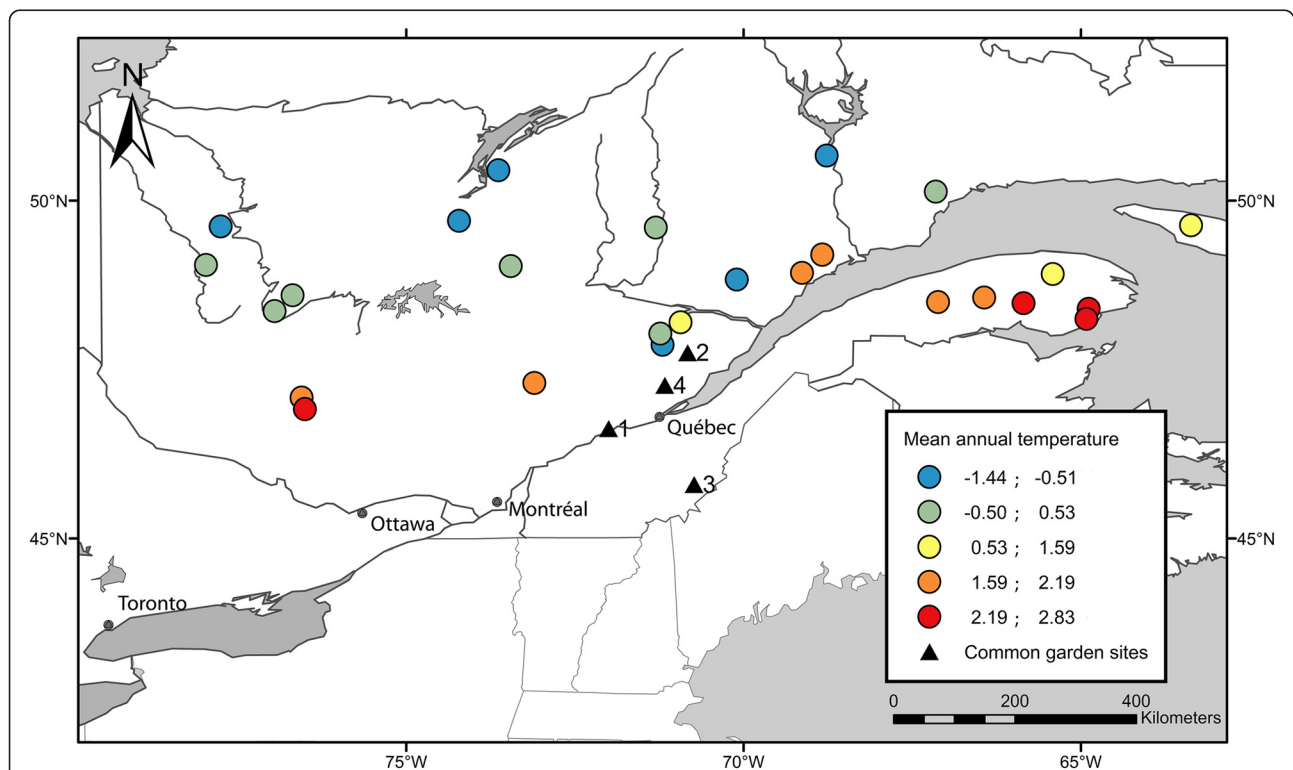 N
50°N
50°N
2
4
Québec
1
3
Montréal
Ottawa
45°N
45°N
Toronto
Mean annual temperature
-1.44 ; -0.51
-0.50 ; 0.53
0.53 ; 1.59
1.59 ; 2.19
2.19 ; 2.83
Common garden sites
0 200 400
Kilometers
75°W 70°W 65°W